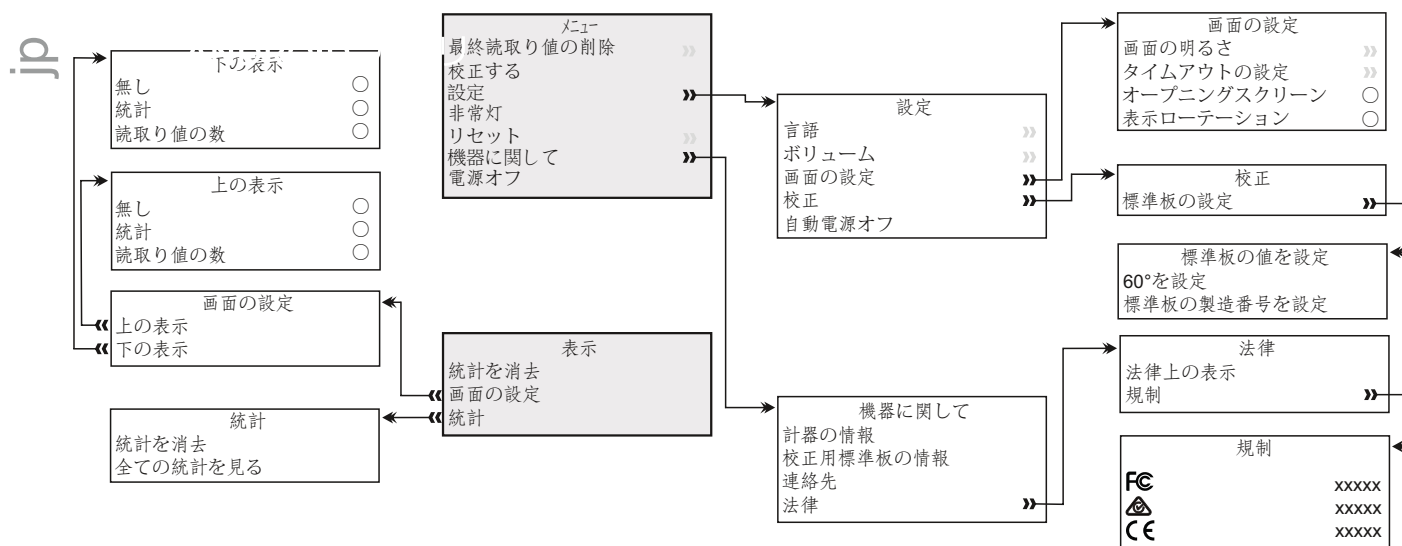 jp
下の表示
無し
統計
読取り値の数
上の表示
無し
統計
読取り値の数
画面の設定
上の表示
下の表示
統計
統計を消去
全ての統計を見る
メニュー
最終読取り値の削除
校正する
設定
非常灯
リセット
機器に関して
電源オフ
表示
統計を消去
画面の設定
統計
設定
言語
ボリューム
画面の設定
校正
自動電源オフ
機器に関して
計器の情報
校正用標準板の情報
連絡先
法律
画面の設定
画面の明るさ
タイムアウトの設定
オープニングスクリーン
表示ローテーション
校正
標準板の設定
標準板の値を設定
60°を設定
標準板の製造番号を設定
法律
法律上の表示
規制
規制
FC xxxxx
xxxxx
CE xxxxx